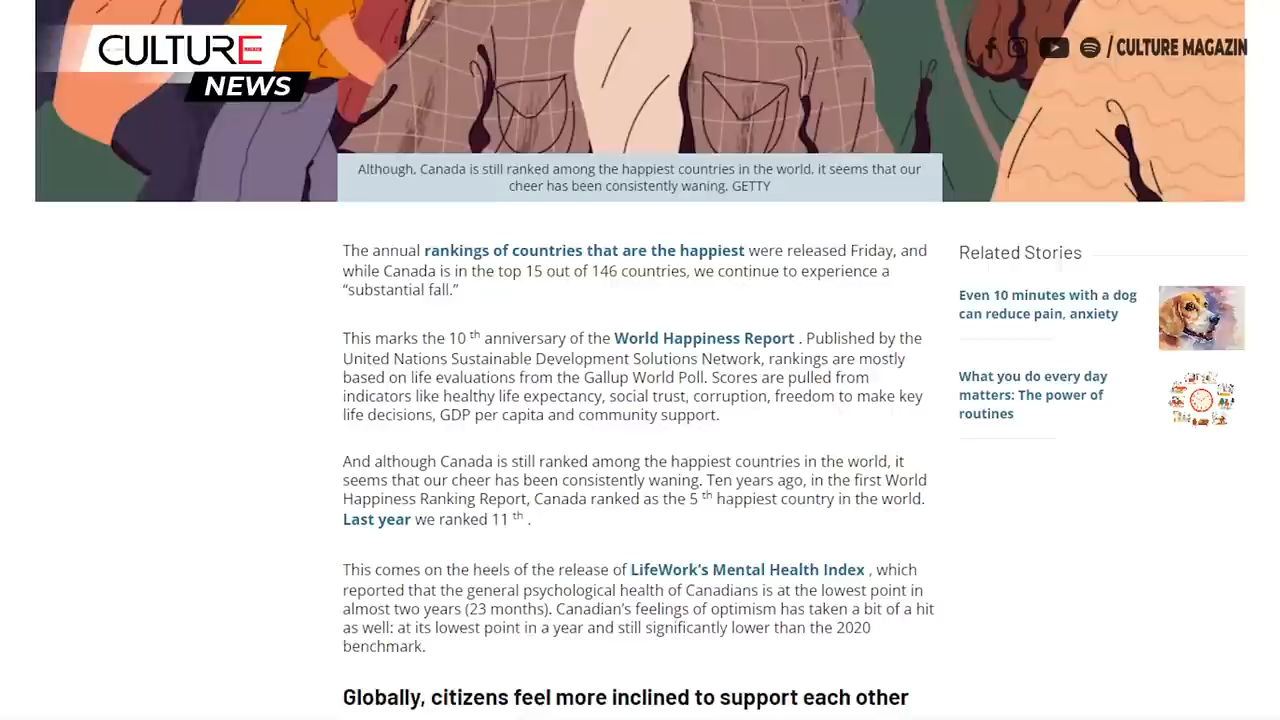 CULTURE
NEWS
/ CULTURE MAGAZIN
Although, Canada is still ranked among the happiest countries in the world, it seems that our
cheer has been consistently waning. GETTY
The annual rankings of countries that are the happiest were released Friday, and
while Canada is in the top 15 out of 146 countries, we continue to experience a
“substantial fall.”
This marks the 10 th anniversary of the World Happiness Report . Published by the
United Nations Sustainable Development Solutions Network, rankings are mostly
based on life evaluations from the Gallup World Poll. Scores are pulled from
indicators like healthy life expectancy, social trust, corruption, freedom to make key
life decisions, GDP per capita and community support.
And although Canada is still ranked among the happiest countries in the world, it
seems that our cheer has been consistently waning. Ten years ago, in the first World
Happiness Ranking Report, Canada ranked as the 5 th happiest country in the world.
Last year we ranked 11 th .
This comes on the heels of the release of LifeWork’s Mental Health Index , which
reported that the general psychological health of Canadians is at the lowest point in
almost two years (23 months). Canadian’s feelings of optimism has taken a bit of a hit
as well: at its lowest point in a year and still significantly lower than the 2020
benchmark.
Globally, citizens feel more inclined to support each other
Related Stories
Even 10 minutes with a dog
can reduce pain, anxiety
What you do every day
matters: The power of
routines